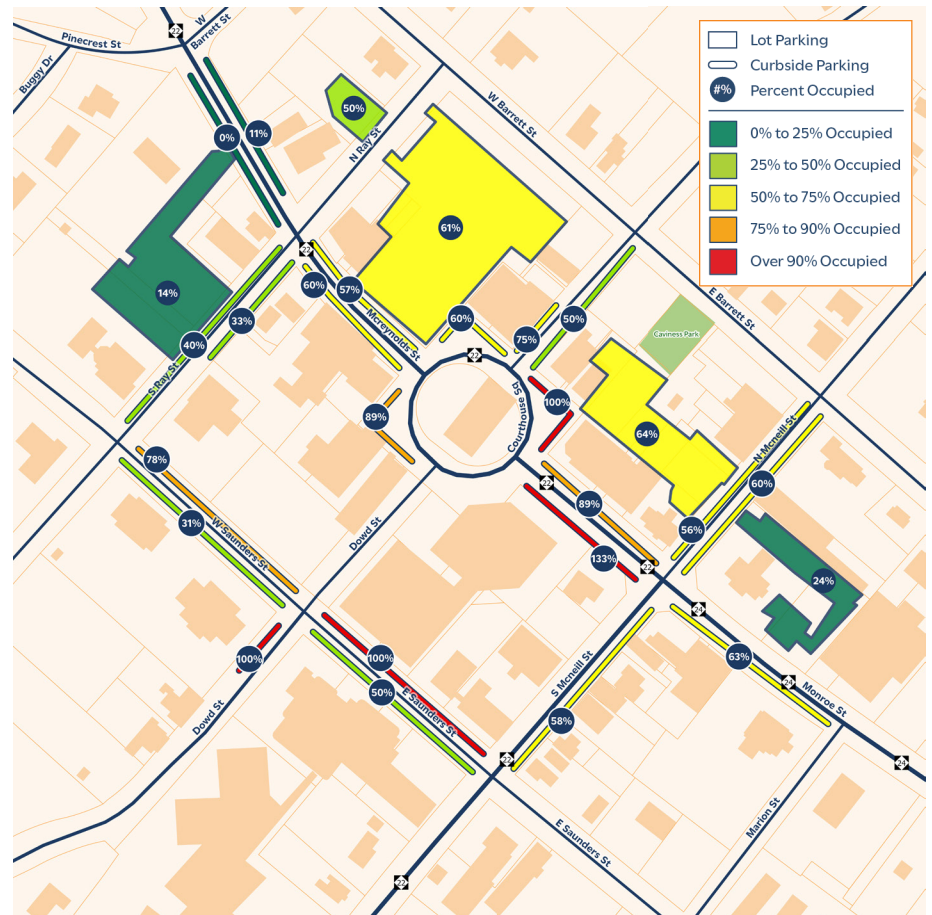 22
W
Barrett St
Pinecrest St
Buggy Dr
Lot Parking
Curbside Parking
#% Percent Occupied
0% to 25% Occupied
25% to 50% Occupied
50% to 75% Occupied
75% to 90% Occupied
Over 90% Occupied
50%
W Barrett St
0%
11%
N Ray St
61%
22
14%
60%
57%
33%
40%
Mcreynolds St
60%
75%
50%
E Barrett St
Caviness Park
22
S Ray St
Courthouse Sq
100%
89%
64%
N Mcneill St
78%
31%
W Saunders St
Dowd St
22
89%
60%
56%
133%
22
24%
24
100%
100%
50%
E Saunders St
S Mcneill St
63%
24
Monroe St
Dowd St
58%
22
24
Marion St
E Saunders St
22